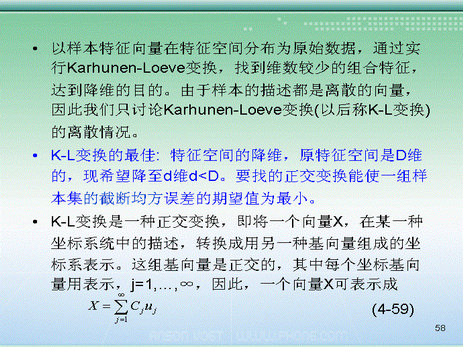 • 以样本特征向量在特征空间分布为原始数据，通过实
行Karhunen-Loeve变换，找到维数较少的组合特征，
达到降维的目的。由于样本的描述都是离散的向量，
因此我们只讨论Karhunen-Loeve变换(以后称K-L变换)
的离散情况。
• K-L变换的最佳: 特征空间的降维，原特征空间是D维
的，现希望降至d维d<D。要找的正交变换能使一组样
本集的截断均方误差的期望值为最小。
• K-L变换是一种正交变换，即将一个向量X，在某一种
坐标系统中的描述，转换成用另一种基向量组成的坐
标系表示。这组基向量是正交的，其中每个坐标基向
量用表示，j=1,…,∞，因此，一个向量X可表示成
X = ∑_{j=1}^{∞} C_j u_j (4-59)
58